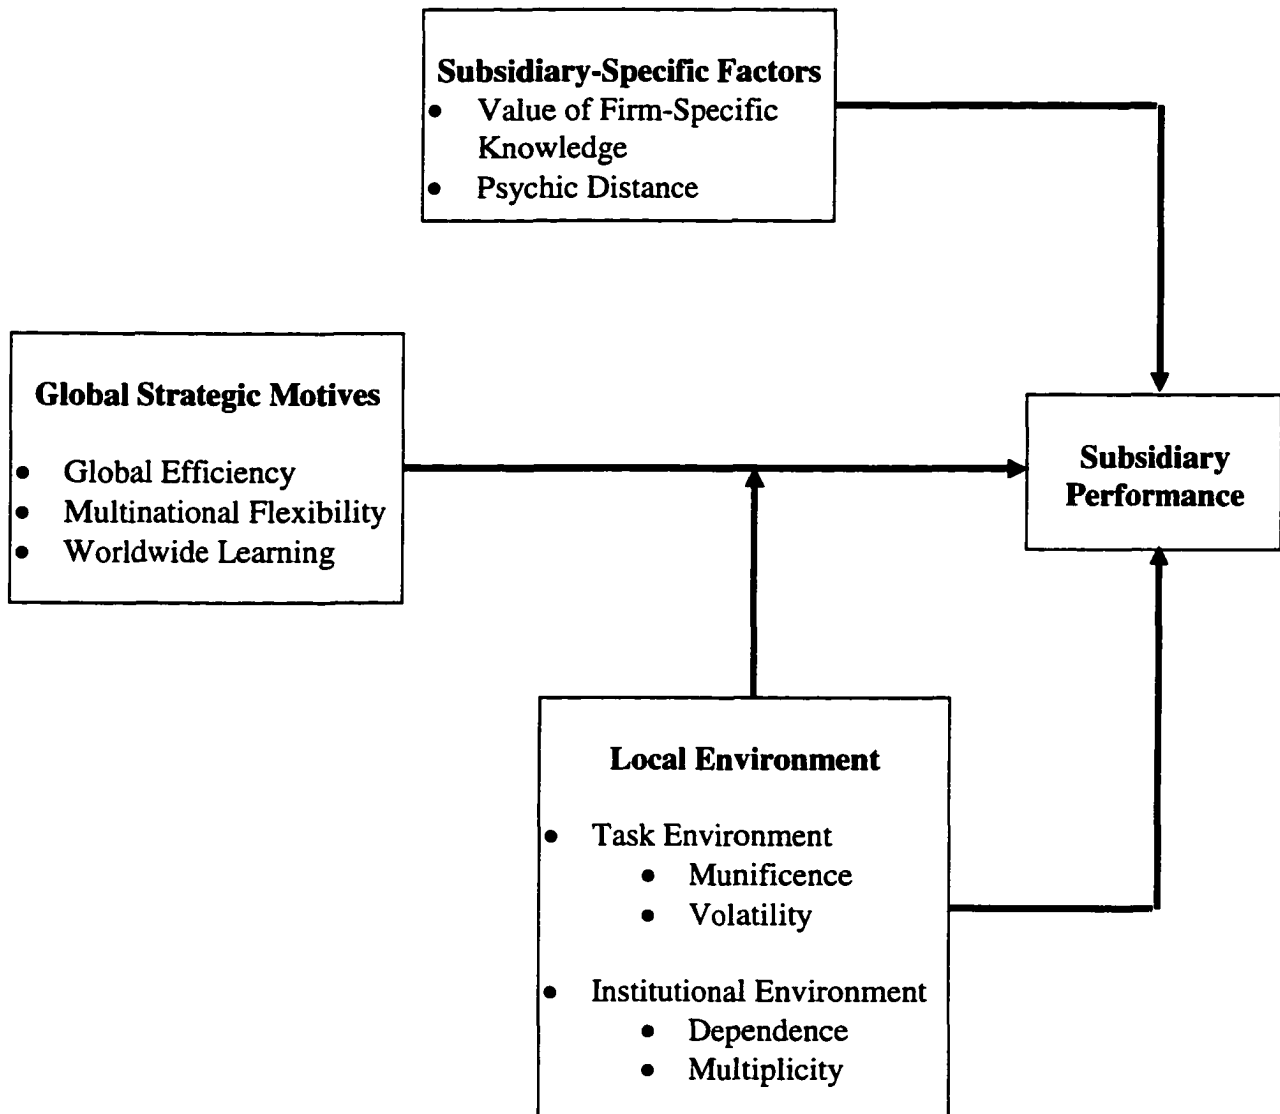 Subsidiary-Specific Factors
• Value of Firm-Specific
Knowledge
• Psychic Distance
Global Strategic Motives
• Global Efficiency
• Multinational Flexibility
• Worldwide Learning
Subsidiary
Performance
Local Environment
• Task Environment
• Munificence
• Volatility
• Institutional Environment
• Dependence
• Multiplicity